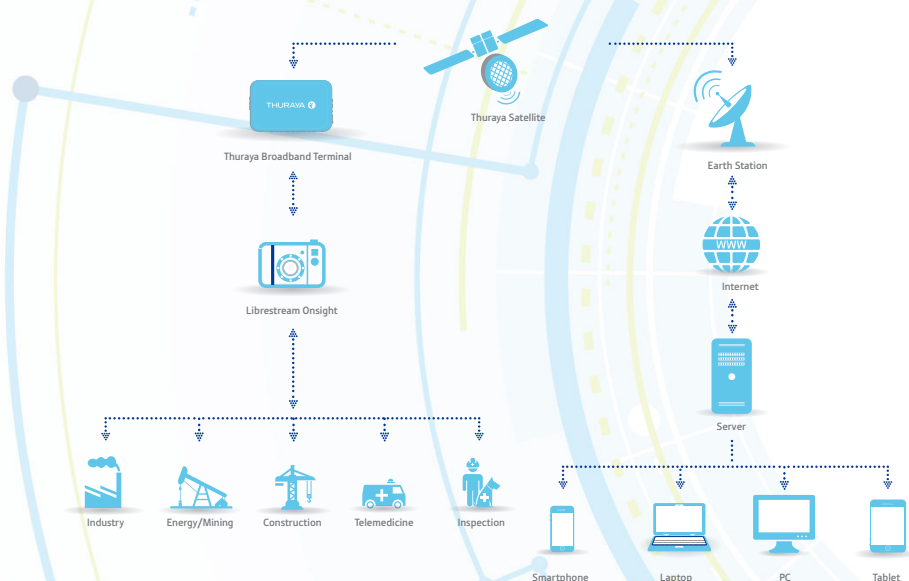 THURAYA
Thuraya Satellite
Thuraya Broadband Terminal
Earth Station
WWW
Internet
Librestream Onsight
Server
Industry
Energy/Mining
Construction
Telemedicine
Inspection
Smartphone
Laptop
PC
Tablet